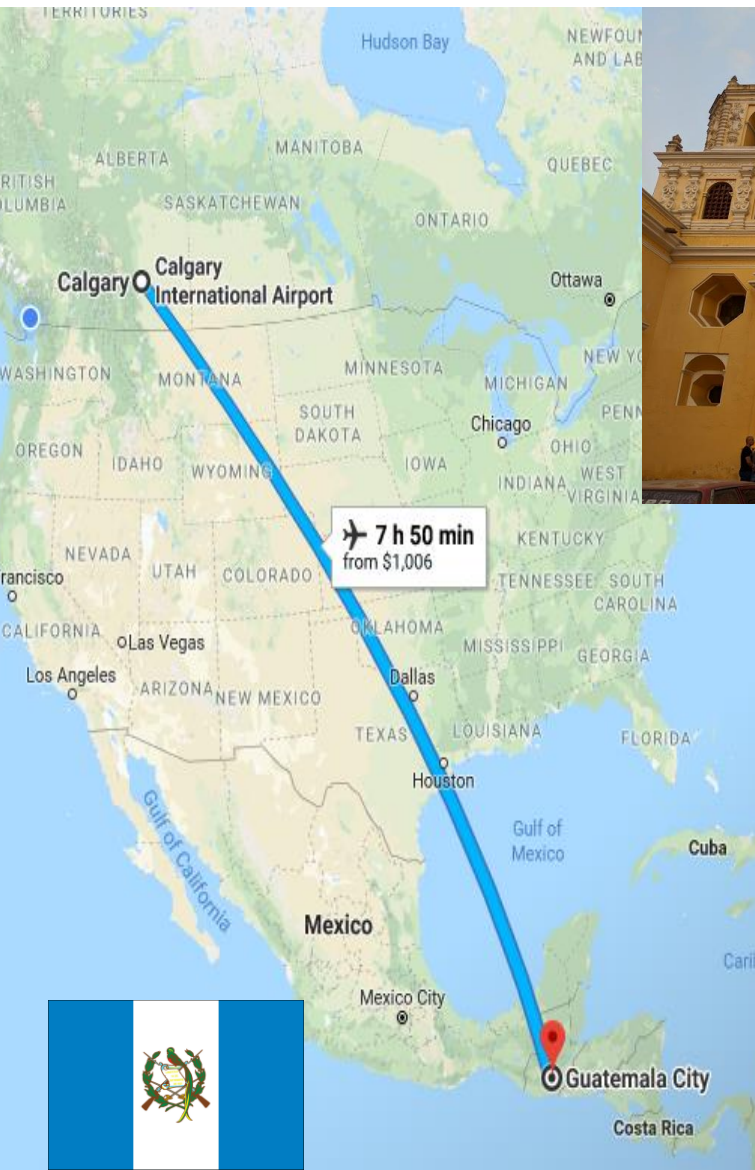 TERRITORIES
Hudson Bay
NEWFOUN
AND LAB
ALBERTA
MANITOBA
QUEBEC
RITISH
OLUMBIA
SASKATCHEWAN
ONTARIO
Calgary
Calgary
International Airport
Ottawa
WASHINGTON
MONTANA
MINNESOTA
MICHIGAN
NEW YO
SOUTH
DAKOTA
PENN
Chicago
OREGON
IDAHO
WYOMING
IOWA
OHIO
INDIANA
WEST
VIRGINIA
7 h 50 min
from $1,006
NEVADA
UTAH
COLORADO
KENTUCKY
rancisco
TENNESSEE
SOUTH
CAROLINA
CALIFORNIA
Las Vegas
OKLAHOMA
MISSISSIPPI
GEORGIA
Los Angeles
ARIZONA
NEW MEXICO
Dallas
TEXAS
LOUISIANA
FLORIDA
Houston
Gulf of California
Gulf of
Mexico
Cuba
Mexico
Carib
Mexico City
Guatemala City
Costa Rica